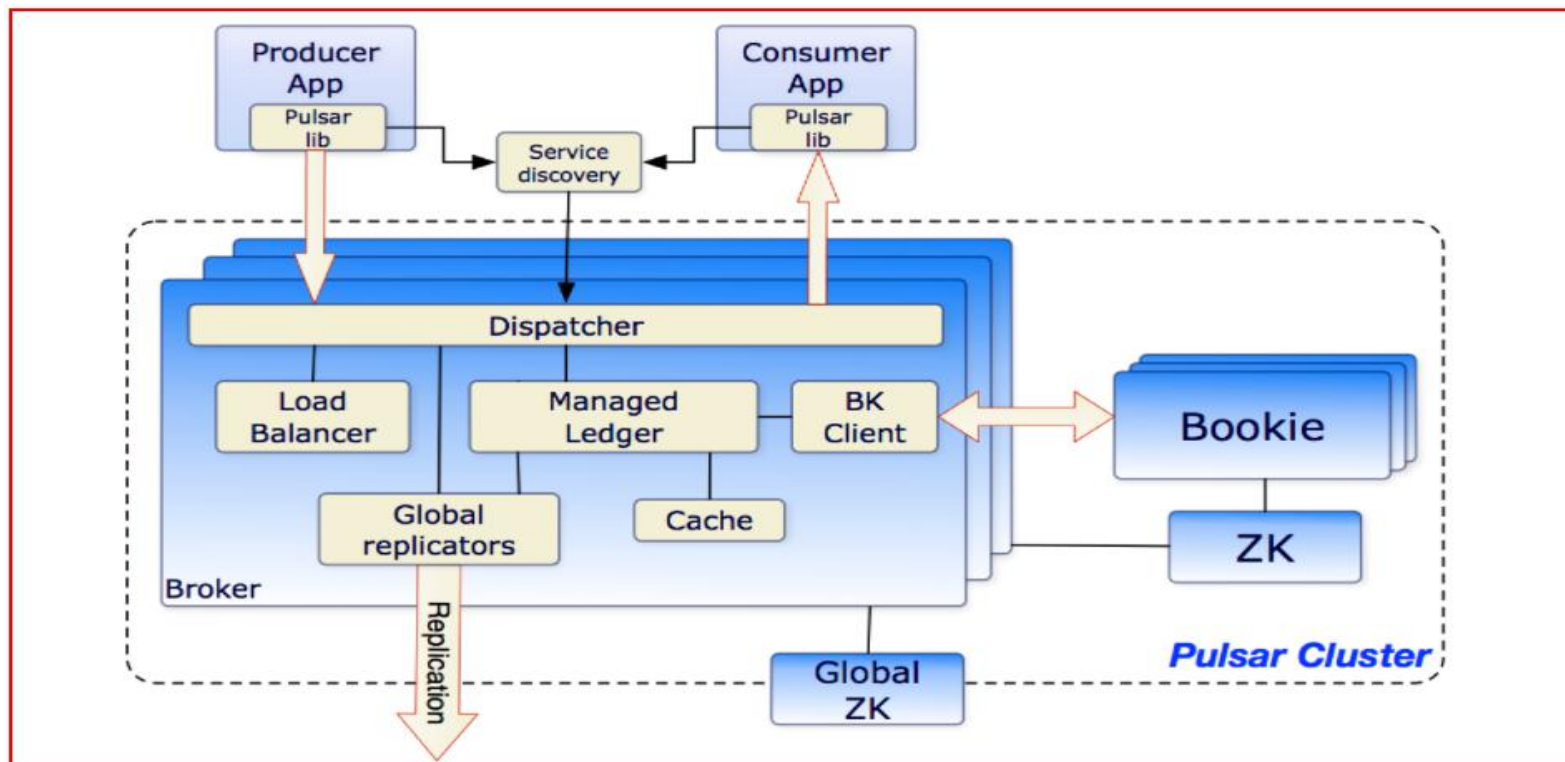 Producer
App
Pulsar
lib
Consumer
App
Pulsar
lib
Service
discovery
Dispatcher
Load
Balancer
Managed
Ledger
BK
Client
Bookie
Global
replicators
Cache
ZK
Broker
Replication
Pulsar Cluster
Global
ZK